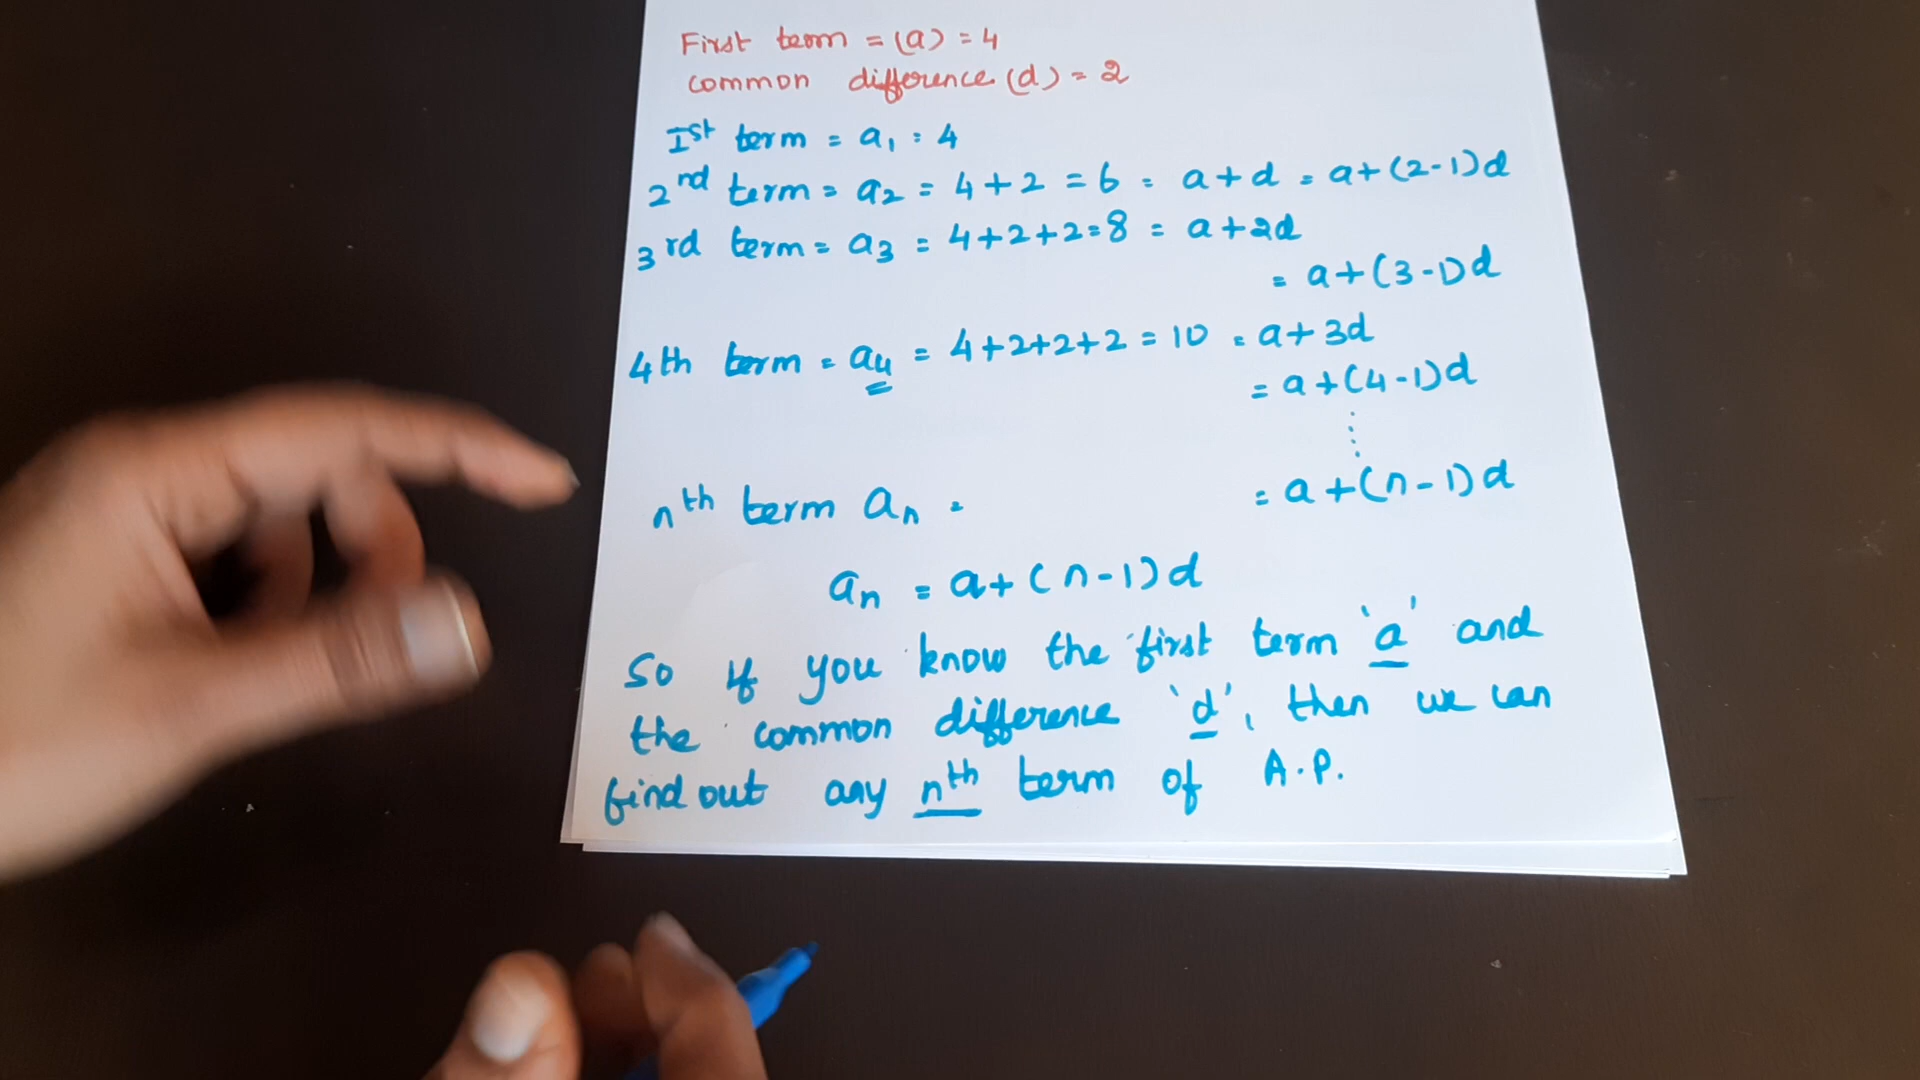 First term = (a) = 4
common difference (d) = 2
Ist term = a₁ = 4
2nd term = a₂ = 4+2 = 6 = a+d = a+(2-1)d
3rd term = a₃ = 4+2+2=8 = a+2d
= a+(3-1)d
4th term = a₄ = 4+2+2+2 = 10 = a+3d
= a+(4-1)d
nth term aₙ = = a+(n-1)d
aₙ = a+(n-1)d
So if you know the first term 'a' and
the common difference 'd', then we can
find out any nth term of A.P.